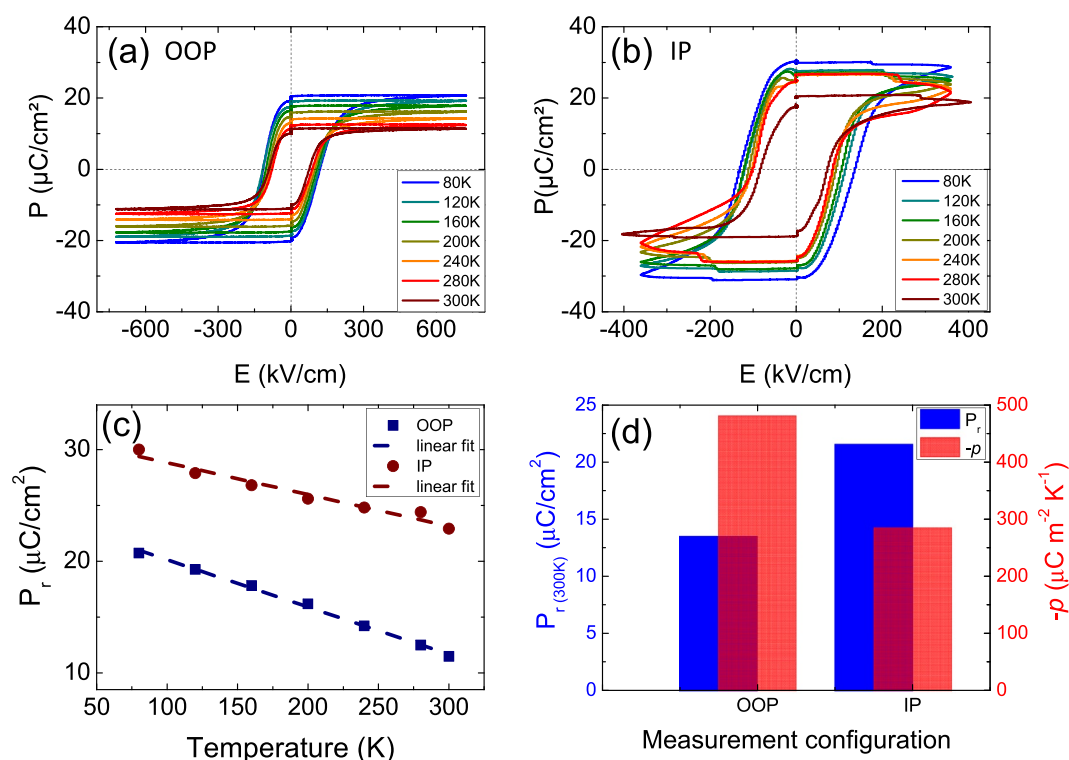 (a) OOP
40
20
0
-20
-40
P (μC/cm²)
80K
120K
160K
200K
240K
280K
300K
-600 -300 0 300 600
E (kV/cm)
(b) IP
40
20
0
-20
-40
P(μC/cm²)
80K
120K
160K
200K
240K
280K
300K
-400 -200 0 200 400
E (kV/cm)
(c)
30
20
10
P_r (μC/cm²)
OOP
linear fit
IP
linear fit
50 100 150 200 250 300
Temperature (K)
(d)
25
20
15
10
5
0
P_r (300K) (μC/cm²)
P_r
-p
500
400
300
200
100
0
-p (μC m⁻² K⁻¹)
OOP IP
Measurement configuration